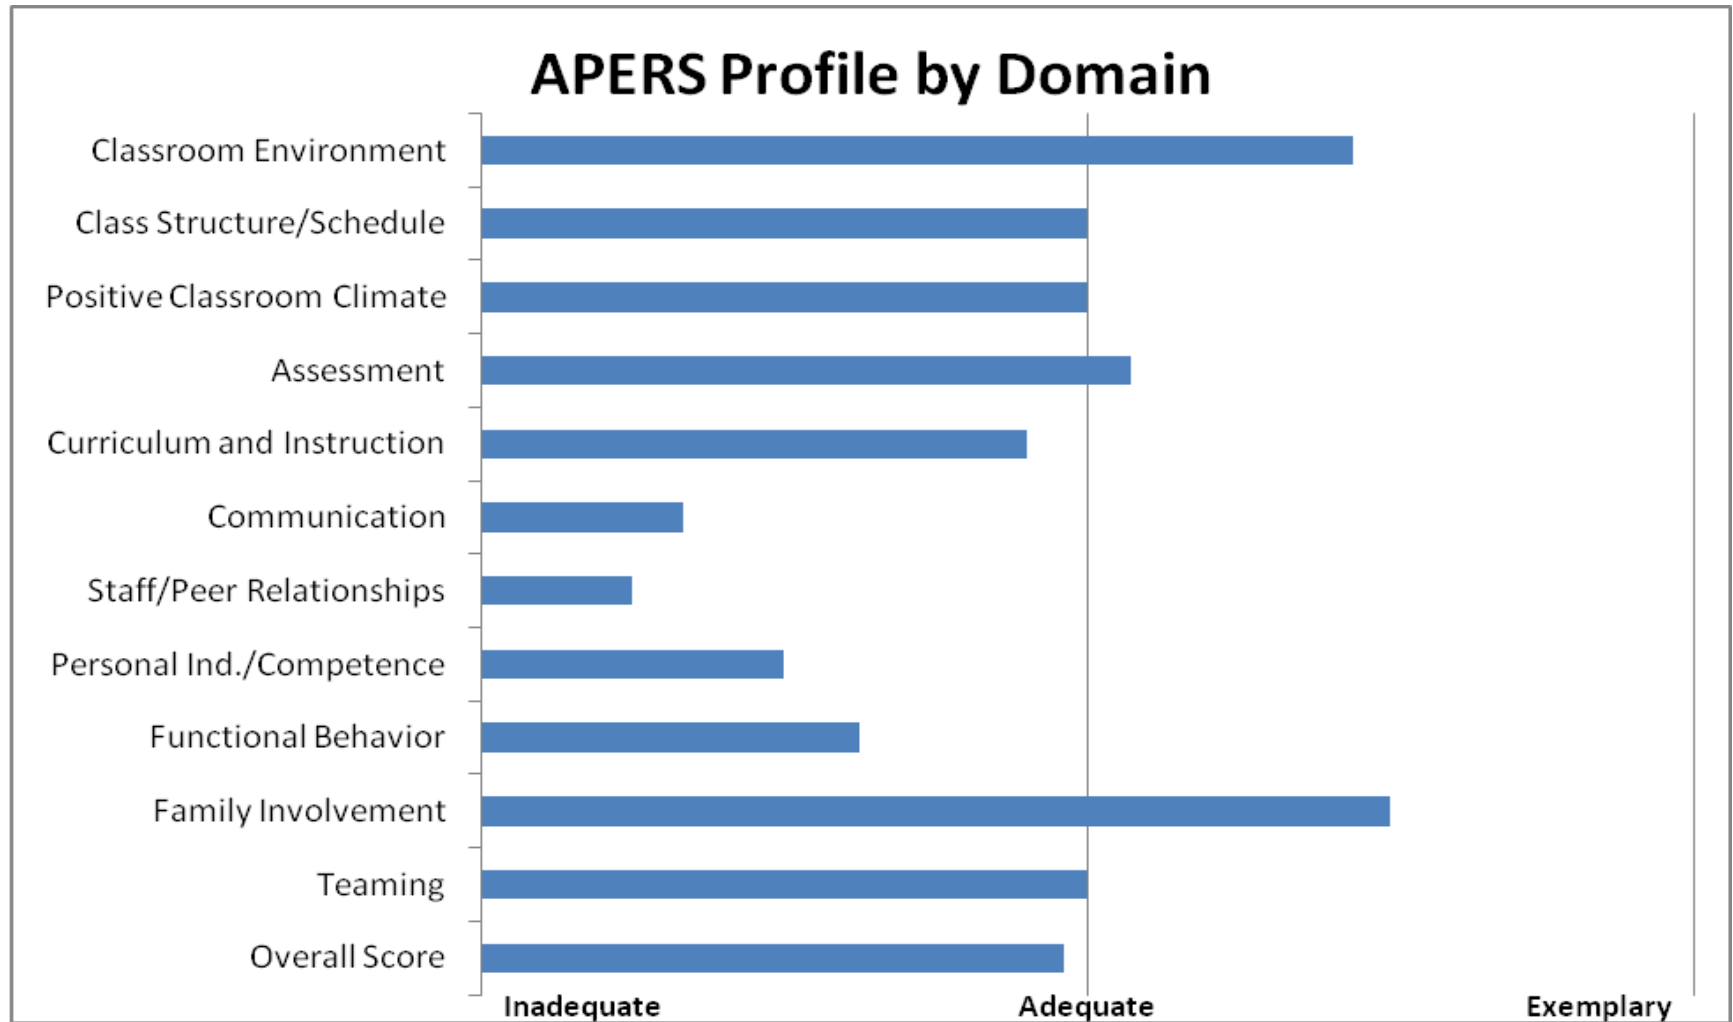 APERS Profile by Domain
Classroom Environment
Class Structure/Schedule
Positive Classroom Climate
Assessment
Curriculum and Instruction
Communication
Staff/Peer Relationships
Personal Ind./Competence
Functional Behavior
Family Involvement
Teaming
Overall Score
Inadequate Adequate Exemplary